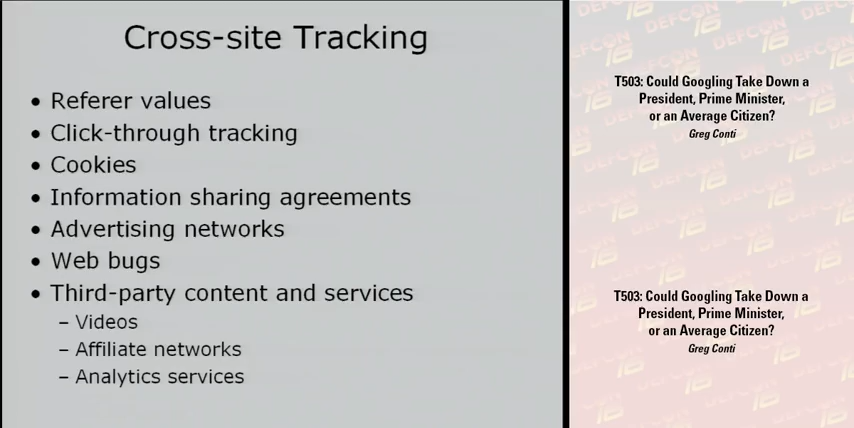 Cross-site Tracking
• Referer values
• Click-through tracking
• Cookies
• Information sharing agreements
• Advertising networks
• Web bugs
• Third-party content and services
– Videos
– Affiliate networks
– Analytics services
DEFCON
16
T503: Could Googling Take Down a
President, Prime Minister,
or an Average Citizen?
Greg Conti
T503: Could Googling Take Down a
President, Prime Minister,
or an Average Citizen?
Greg Conti